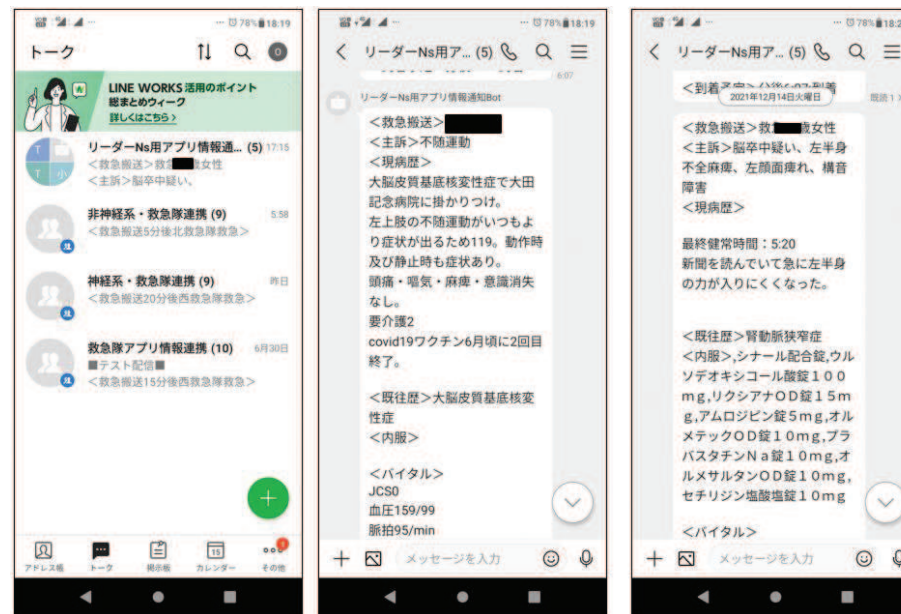 78% 18:19
トーク
LINE WORKS 活用のポイント
総まとめウィーク
詳しくはこちら >
リーダーNs用アプリ情報通... (5) 17:15
<救急搬送>救急 歳女性
<主訴>脳卒中疑い、
非神経系・救急隊連携 (9) 5:58
<救急搬送5分後北救急隊救急>
神経系・救急隊連携 (9) 昨日
<救急搬送20分後西救急隊救急>
救急隊アプリ情報連携 (10) 6月30日
■テスト配信■
<救急搬送15分後西救急隊救急>
アドレス帳
トーク
掲示板
15
カレンダー
その他
78% 18:19
リーダーNs用ア... (5)
6:07
リーダーNs用アプリ情報通知Bot
<救急搬送>
<主訴>不随運動
<現病歴>
大脳皮質基底核変性症で大田
記念病院に掛かりつけ。
左上肢の不随運動がいつもよ
り症状が出るため119。動作時
及び静止時も症状あり。
頭痛・嘔気・麻痺・意識消失
なし。
要介護2
covid19ワクチン6月頃に2回目
終了。
<既往歴>大脳皮質基底核変
性症
<内服>
<バイタル>
JCS0
血圧159/99
脈拍95/min
メッセージを入力
78% 18:2
リーダーNs用ア... (5)
2021年12月14日火曜日
既読 1
<救急搬送>救 歳女性
<主訴>脳卒中疑い、左半身
不全麻痺、左顔面痺れ、構音
障害
<現病歴>
最終健常時間：5:20
新聞を読んでいて急に左半身
の力が入りにくくなった。
<既往歴>腎動脈狭窄症
<内服>,シナール配合錠,ウル
ソデオキシコール酸錠１００
ｍｇ,リクシアナOD錠１５ｍ
ｇ,アムロジピン錠５ｍｇ,オル
メテックOD錠１０ｍｇ,プラ
バスタチンＮａ錠１０ｍｇ,オ
ルメサルタンOD錠１０ｍｇ,
セチリジン塩酸塩錠１０ｍｇ
<バイタル>
メッセージを入力